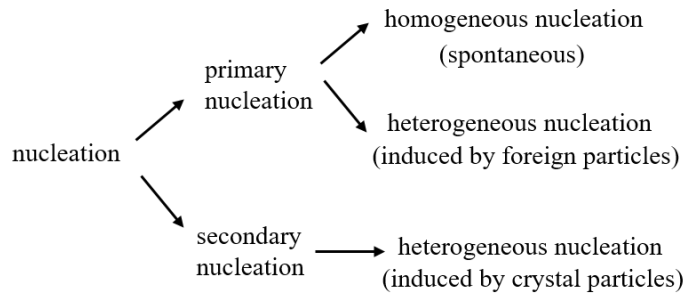 homogeneous nucleation
(spontaneous)
primary
nucleation
heterogeneous nucleation
(induced by foreign particles)
nucleation
secondary
nucleation
heterogeneous nucleation
(induced by crystal particles)